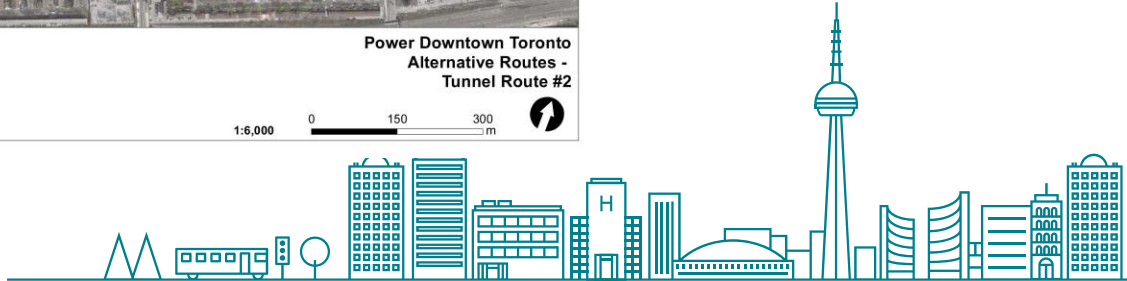 Power Downtown Toronto
Alternative Routes -
Tunnel Route #2
1:6,000
0 150 300
m
H